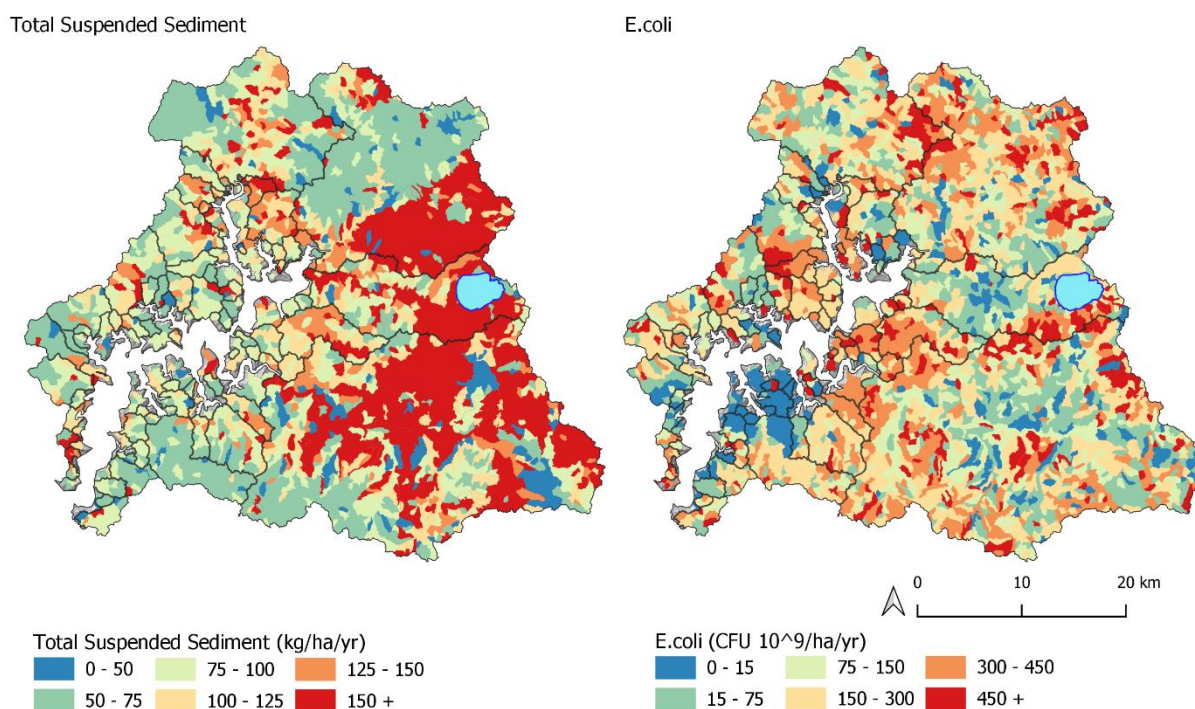 Total Suspended Sediment
E.coli
0 10 20 km
Total Suspended Sediment (kg/ha/yr)
0 - 50 75 - 100 125 - 150
50 - 75 100 - 125 150 +
E.coli (CFU 10^9/ha/yr)
0 - 15 75 - 150 300 - 450
15 - 75 150 - 300 450 +